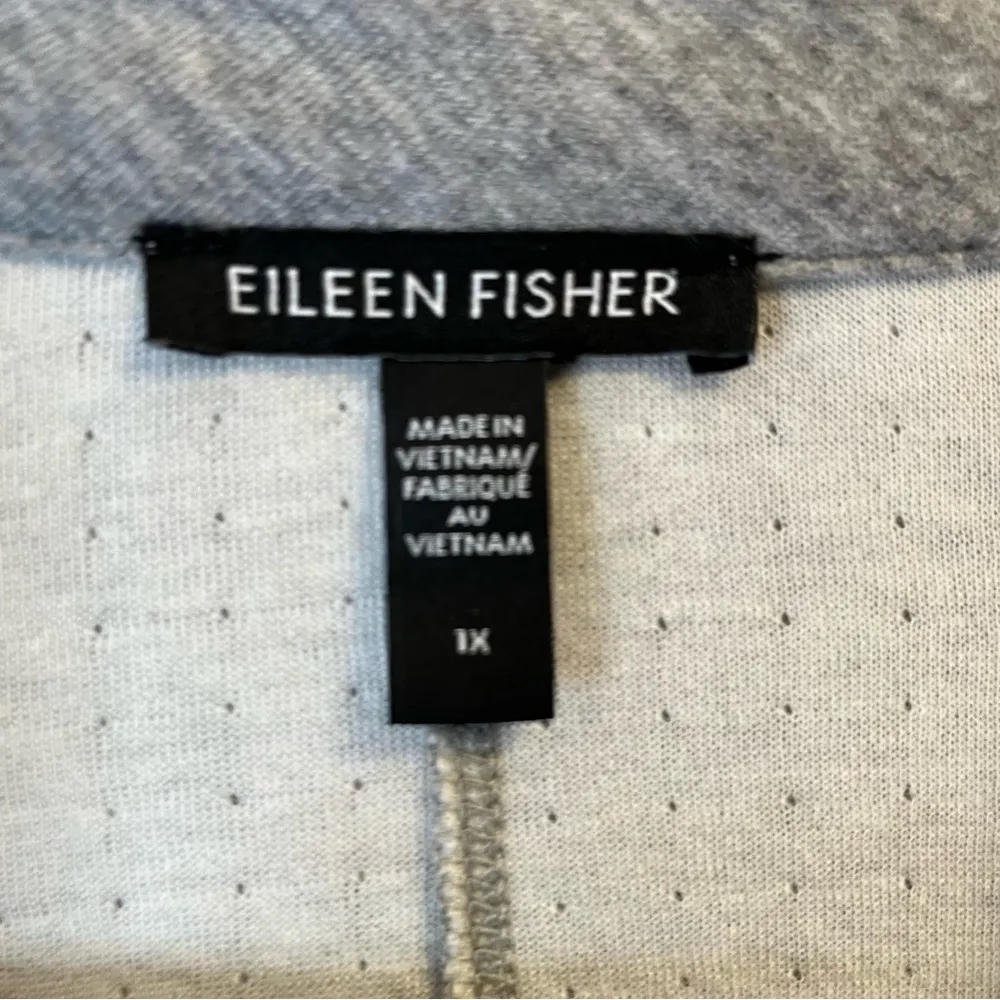 EILEEN FISHER
MADE IN
VIETNAM/
FABRIQUÉ
AU
VIETNAM
1X